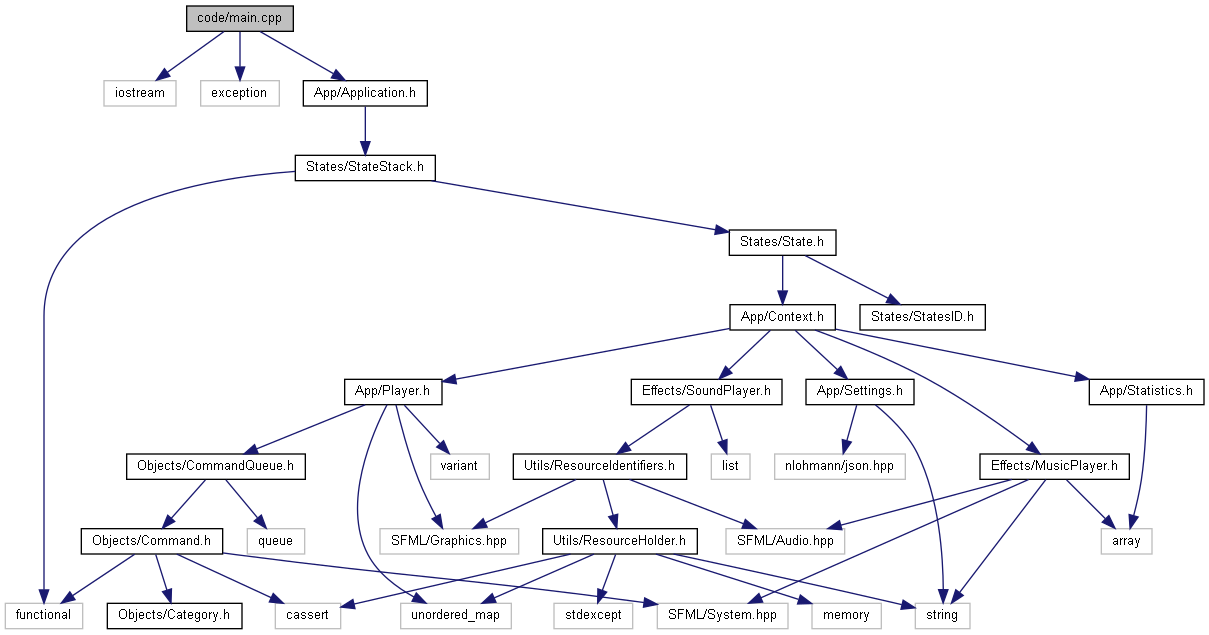 code/main.cpp
iostream
exception
App/Application.h
States/StateStack.h
States/State.h
App/Context.h
States/StatesID.h
App/Player.h
Effects/SoundPlayer.h
App/Settings.h
App/Statistics.h
Objects/CommandQueue.h
variant
Utils/ResourceIdentifiers.h
list
nlohmann/json.hpp
Effects/MusicPlayer.h
Objects/Command.h
queue
SFML/Graphics.hpp
Utils/ResourceHolder.h
SFML/Audio.hpp
array
functional
Objects/Category.h
cassert
unordered_map
stdexcept
SFML/System.hpp
memory
string